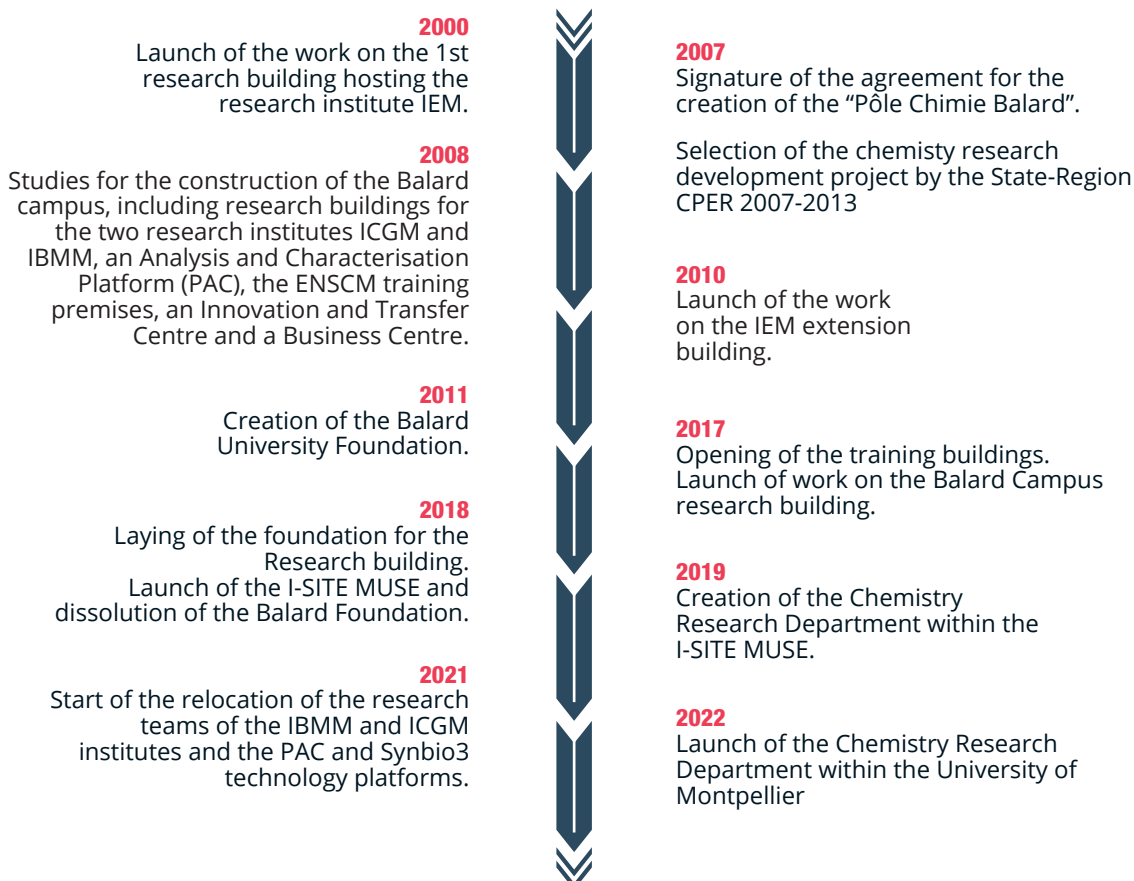 2000
Launch of the work on the 1st
research building hosting the
research institute IEM.
2007
Signature of the agreement for the
creation of the “Pôle Chimie Balard”.
Selection of the chemisty research
development project by the State-Region
CPER 2007-2013
2008
Studies for the construction of the Balard
campus, including research buildings for
the two research institutes ICGM and
IBMM, an Analysis and Characterisation
Platform (PAC), the ENSCM training
premises, an Innovation and Transfer
Centre and a Business Centre.
2010
Launch of the work
on the IEM extension
building.
2011
Creation of the Balard
University Foundation.
2017
Opening of the training buildings.
Launch of work on the Balard Campus
research building.
2018
Laying of the foundation for the
Research building.
Launch of the I-SITE MUSE and
dissolution of the Balard Foundation.
2019
Creation of the Chemistry
Research Department within the
I-SITE MUSE.
2021
Start of the relocation of the research
teams of the IBMM and ICGM
institutes and the PAC and Synbio3
technology platforms.
2022
Launch of the Chemistry Research
Department within the University of
Montpellier